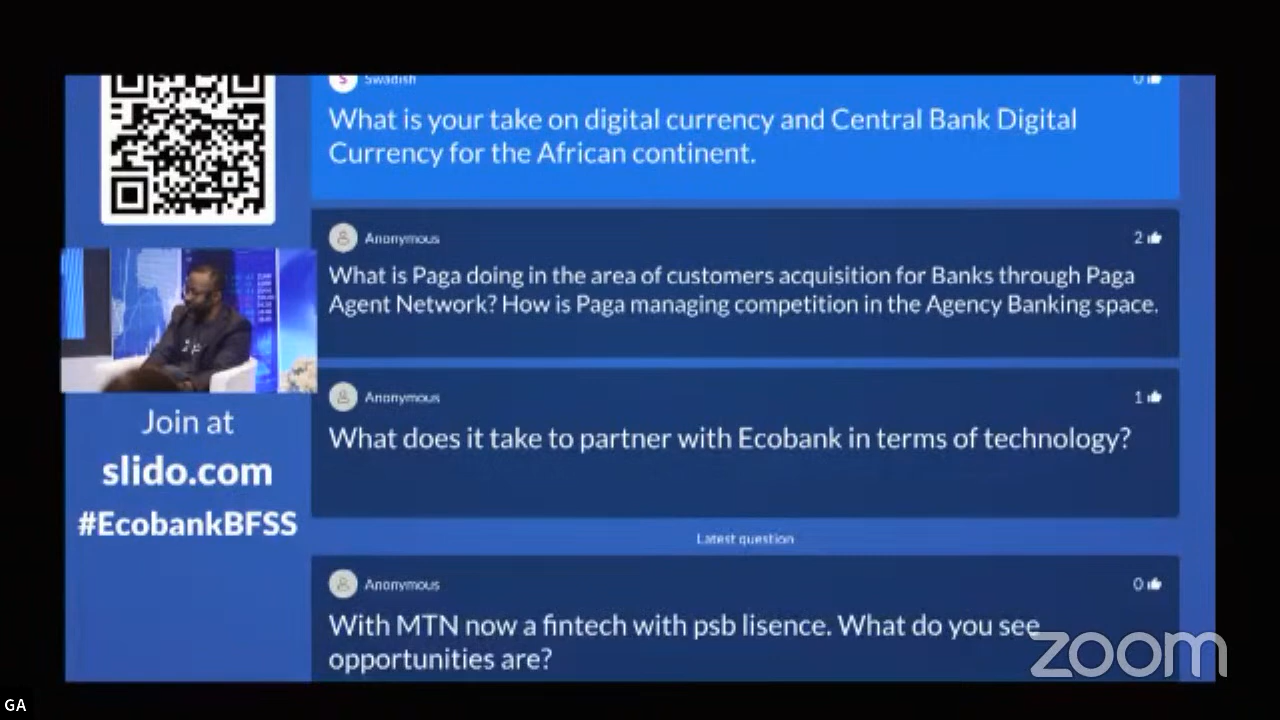 Swadish
0
What is your take on digital currency and Central Bank Digital
Currency for the African continent.
Anonymous
2
What is Paga doing in the area of customers acquisition for Banks through Paga
Agent Network? How is Paga managing competition in the Agency Banking space.
Anonymous
1
What does it take to partner with Ecobank in terms of technology?
Latest question
Anonymous
0
With MTN now a fintech with psb lisence. What do you see
opportunities are?
Join at
slido.com
#EcobankBFSS
zoom
GA